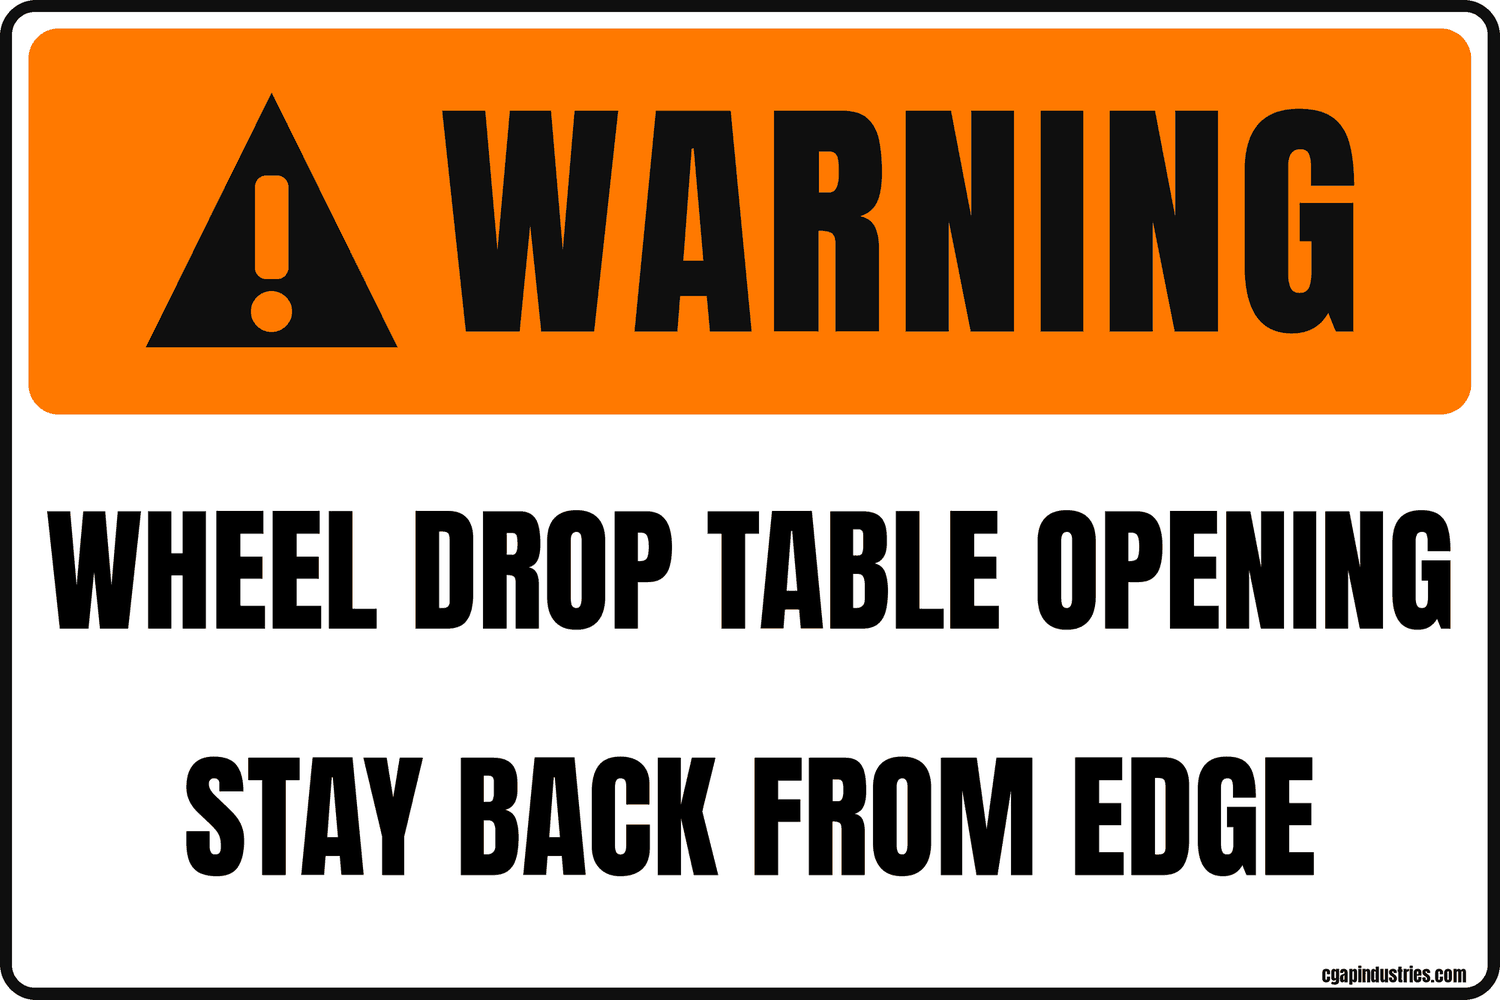 WARNING
WHEEL DROP TABLE OPENING
STAY BACK FROM EDGE
cgapindustries.com